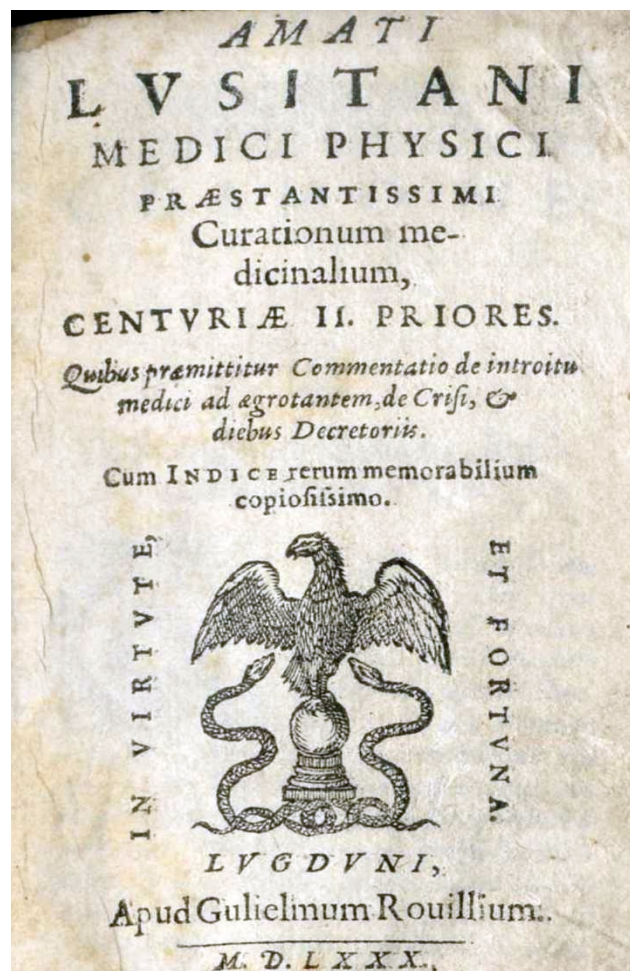 AMATI
LVSITANI
MEDICI PHYSICI
PRÆSTANTISSIMI
Curationum me-
dicinalium,
CENTVRIÆ II. PRIORES.
Quibus præmittitur Commentatio de introitu
medici ad ægrotantem, de Criſi, &
diebus Decretoriis.
Cum INDICE rerum memorabilium
copioſiſsimo.
IN VIRTVTE,
ET FORTVNA.
LVGDVNI,
Apud Gulielmum Rouillium.
M. D. LXXX.